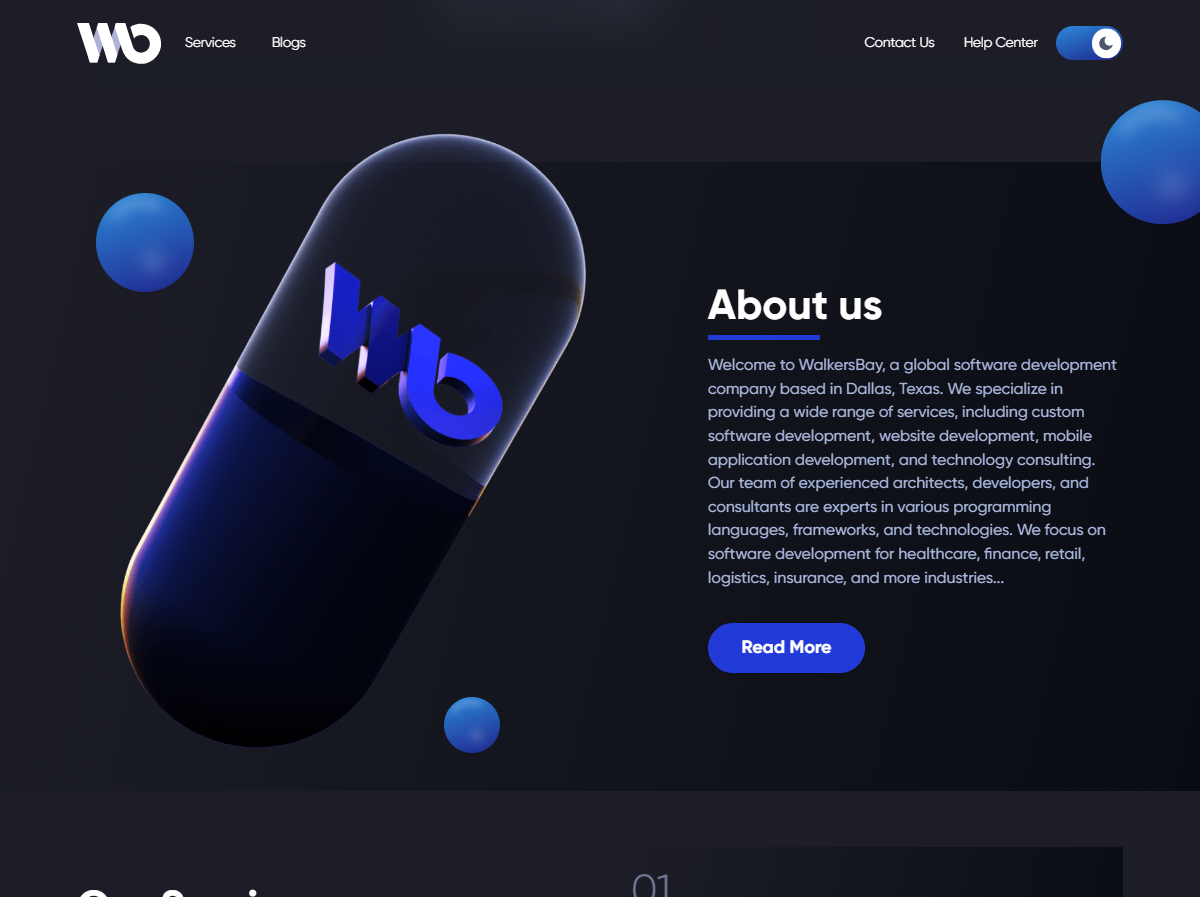 Wb
Services
Blogs
Contact Us
Help Center
Wb
About us
Welcome to WalkersBay, a global software development
company based in Dallas, Texas. We specialize in
providing a wide range of services, including custom
software development, website development, mobile
application development, and technology consulting.
Our team of experienced architects, developers, and
consultants are experts in various programming
languages, frameworks, and technologies. We focus on
software development for healthcare, finance, retail,
logistics, insurance, and more industries...
Read More
01